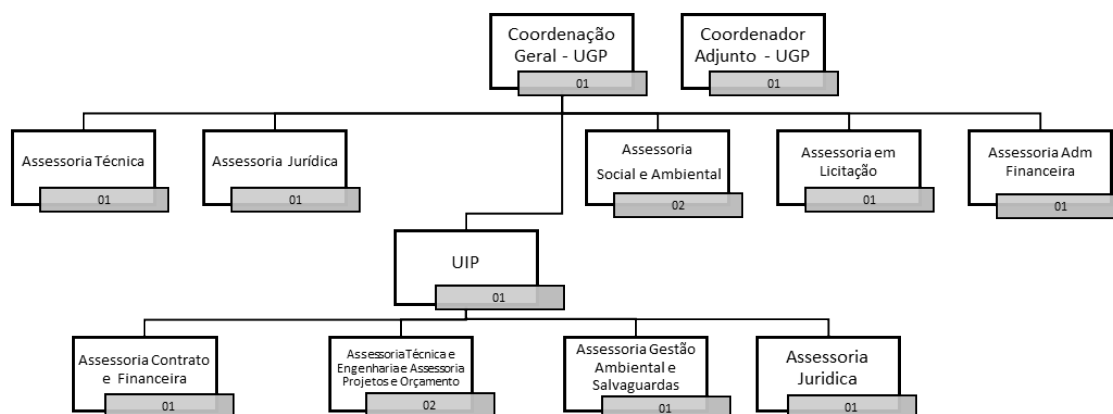 Coordenação
Geral - UGP
01
Coordenador
Adjunto - UGP
01
Assessoria Técnica
01
Assessoria Jurídica
01
Assessoria
Social e Ambiental
02
Assessoria em
Licitação
01
Assessoria Adm
Financeira
01
UIP
01
Assessoria Contrato
e Financeira
01
Assessoria Técnica e
Engenharia e Assessoria
Projetos e Orçamento
02
Assessoria Gestão
Ambiental e
Salvaguardas
01
Assessoria
Juridica
01